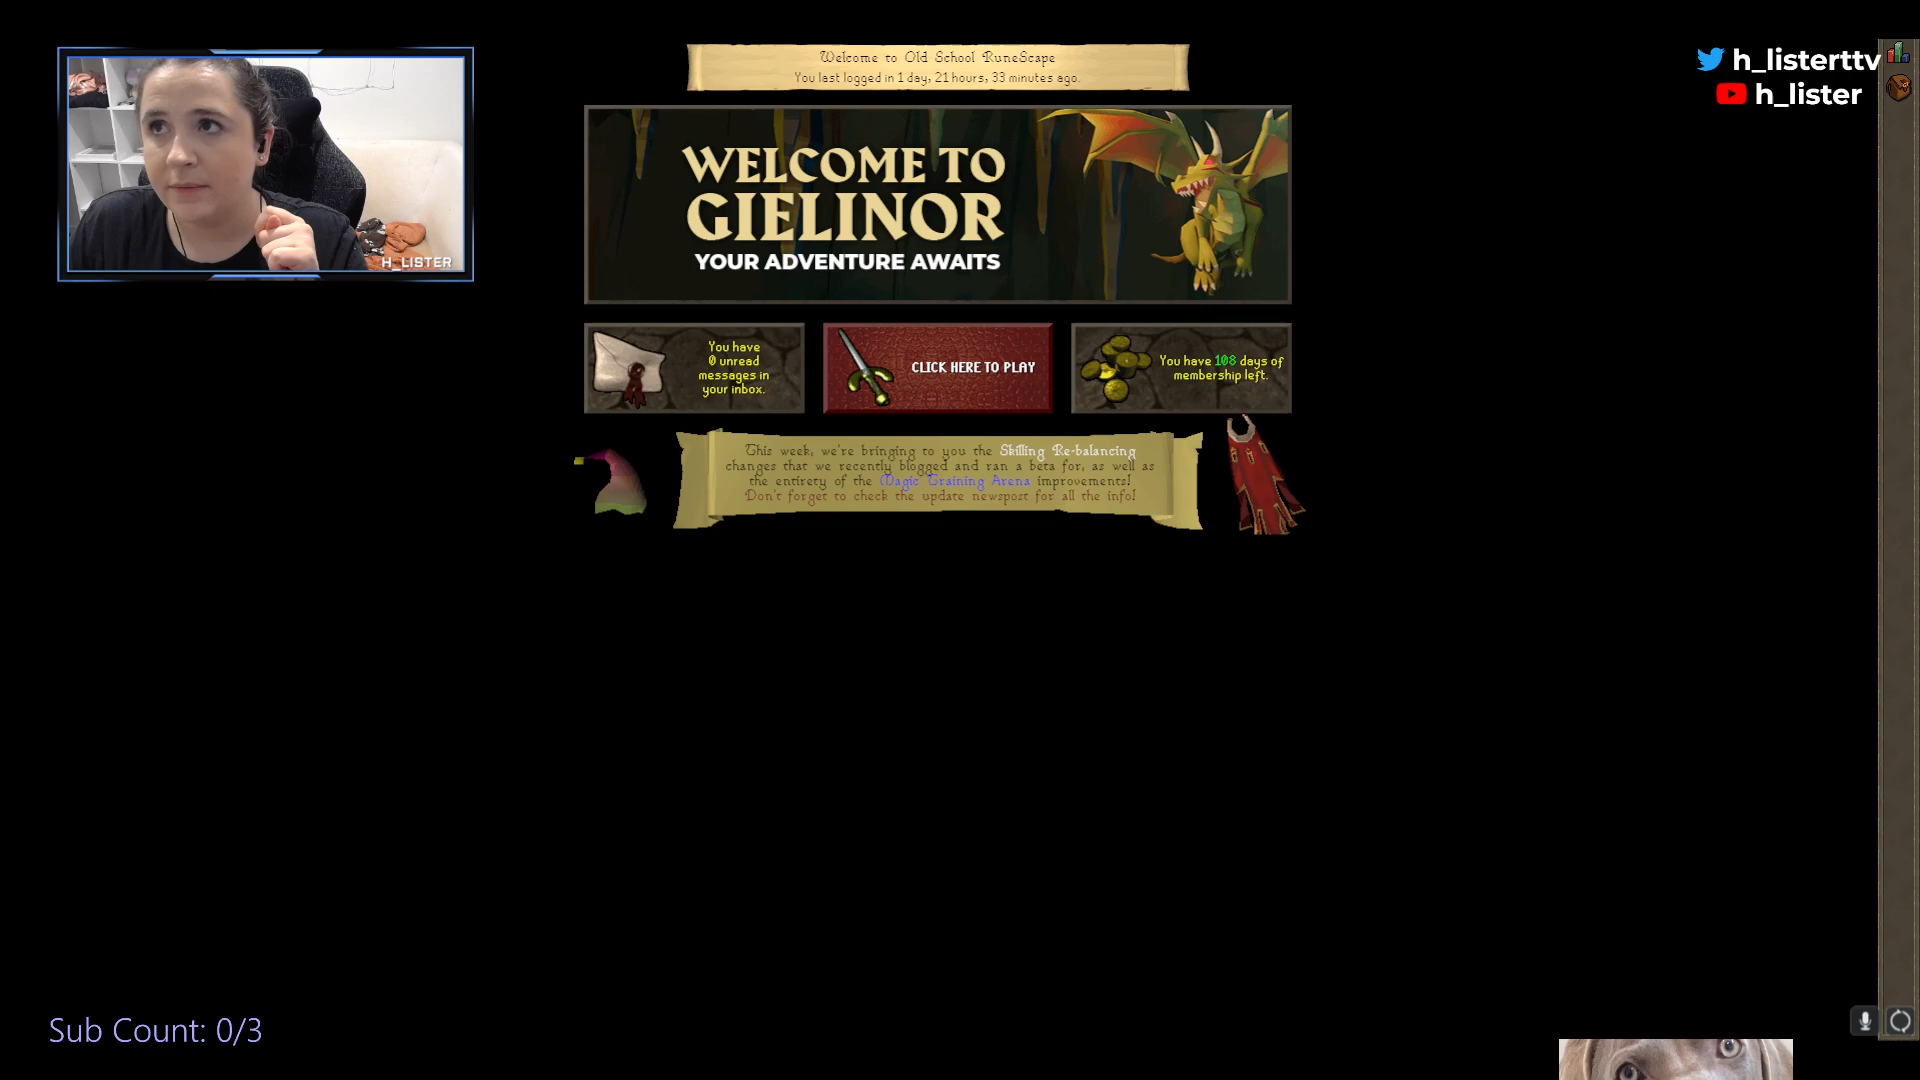 Welcome to Old School RuneScape
You last logged in 1 day, 21 hours, 33 minutes ago.
h_listerttv
h_lister
WELCOME TO
GIELINOR
YOUR ADVENTURE AWAITS
H_LISTER
You have
0 unread
messages in
your inbox.
CLICK HERE TO PLAY
You have 108 days of
membership left.
This week, we're bringing to you the Skilling Re-balancing
changes that we recently blogged and ran a beta for, as well as
the entirety of the Magic Training Arena improvements!
Don't forget to check the update newspost for all the info!
Sub Count: 0/3